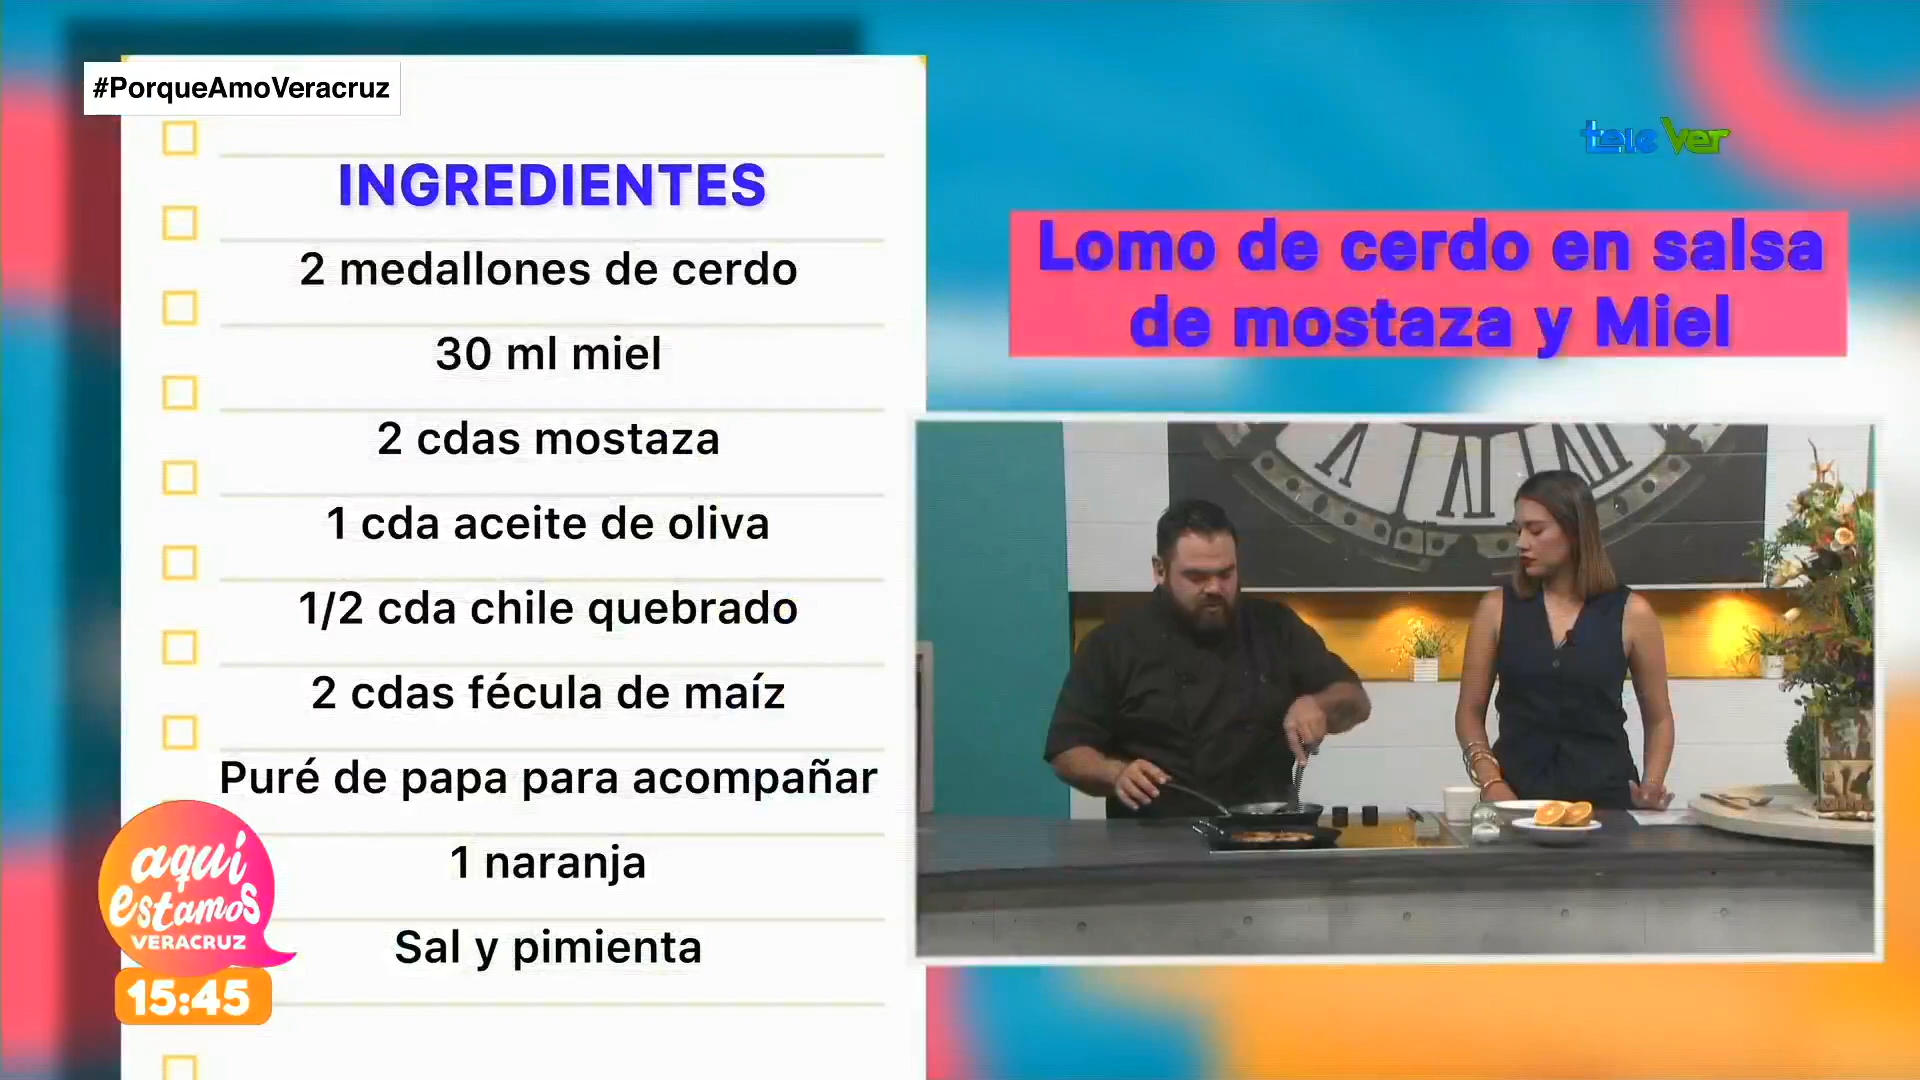 #PorqueAmoVeracruz
INGREDIENTES
2 medallones de cerdo
30 ml miel
2 cdas mostaza
1 cda aceite de oliva
1/2 cda chile quebrado
2 cdas fécula de maíz
Puré de papa para acompañar
1 naranja
Sal y pimienta
aquí
estamos
VERACRUZ
15:45
teleVer
Lomo de cerdo en salsa
de mostaza y Miel